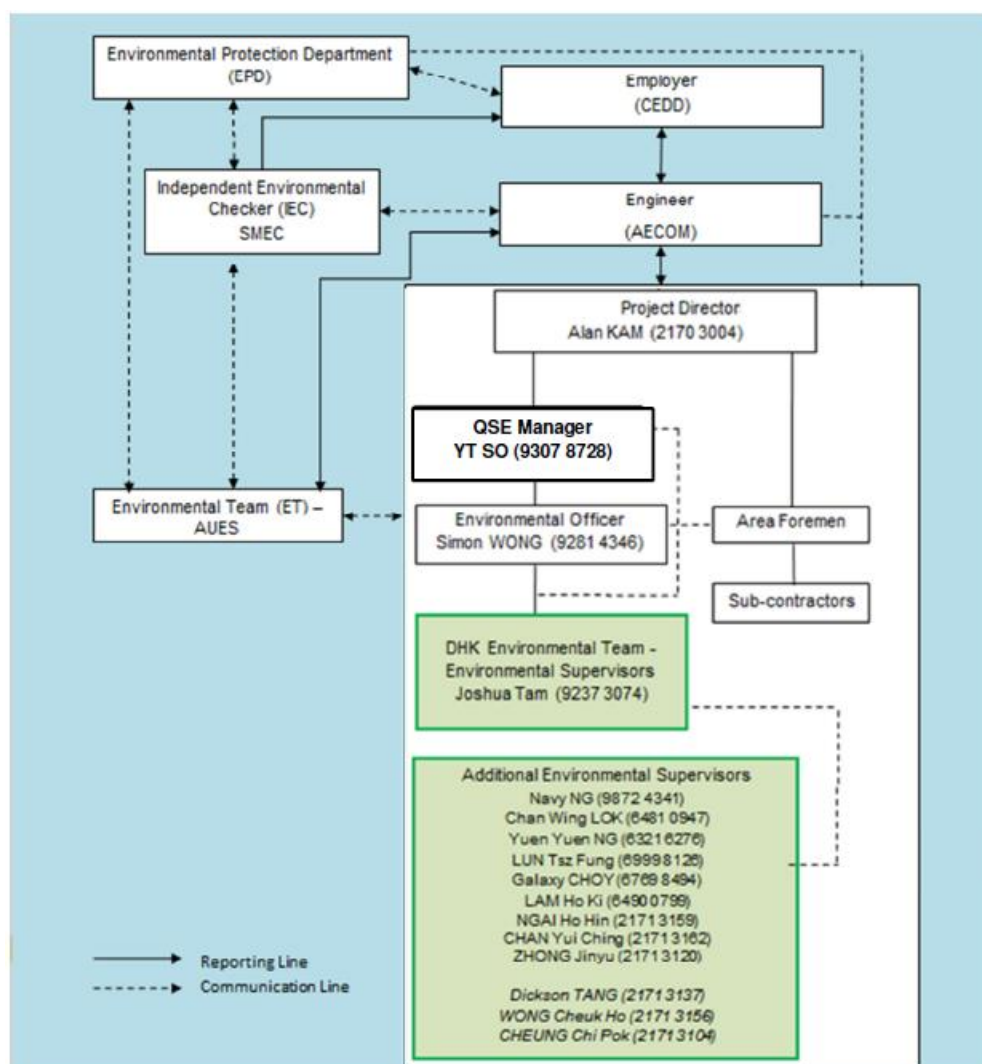 Environmental Protection Department
(EPD)
Employer
(CEDD)
Independent Environmental
Checker (IEC)
SMEC
Engineer
(AECOM)
Project Director
Alan KAM (2170 3004)
QSE Manager
YT SO (9307 8728)
Environmental Team (ET) –
AUES
Environmental Officer
Simon WONG (9281 4346)
Area Foremen
Sub-contractors
DHK Environmental Team -
Environmental Supervisors
Joshua Tam (9237 3074)
Additional Environmental Supervisors
Navy NG (9872 4341)
Chan Wing LOK (6481 0947)
Yuen Yuen NG (6321 6276)
LUN Tsz Fung (6999 8126)
Galaxy CHOY (6769 8494)
LAM Ho Ki (6490 0799)
NGAI Ho Hin (2171 3159)
CHAN Yui Ching (2171 3162)
ZHONG Jinyu (2171 3120)
Dickson TANG (2171 3137)
WONG Cheuk Ho (2171 3156)
CHEUNG Chi Pok (2171 3104)
Reporting Line
Communication Line